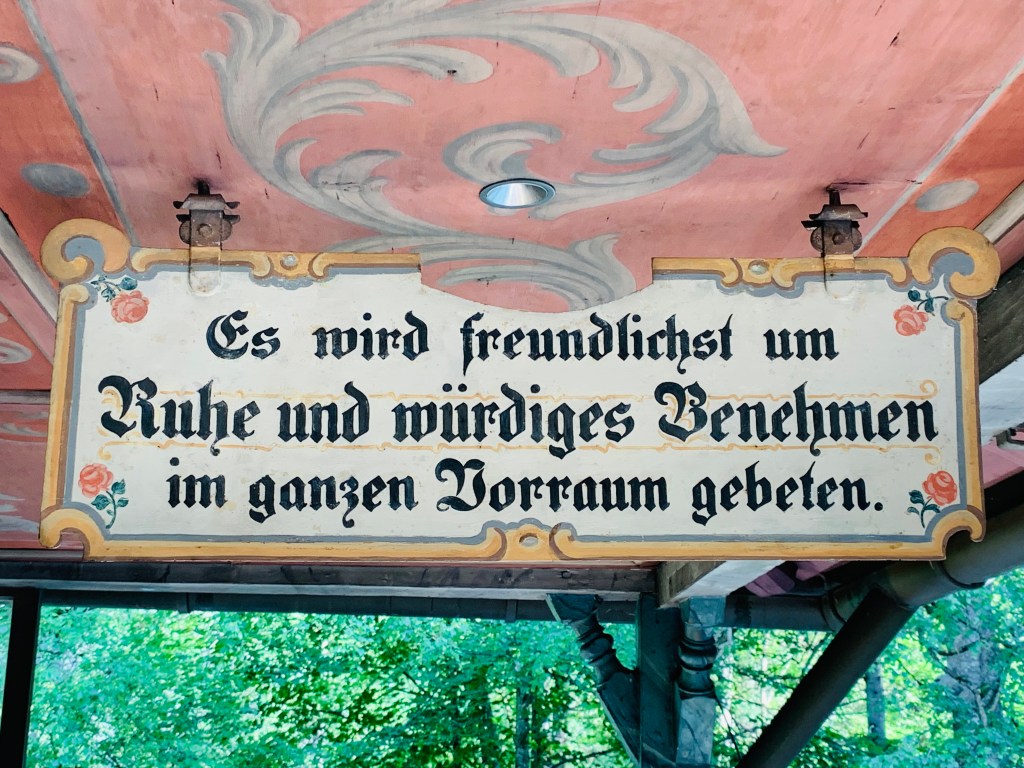 Es wird freundlichst um
Ruhe und würdiges Benehmen
im ganzen Vorraum gebeten.